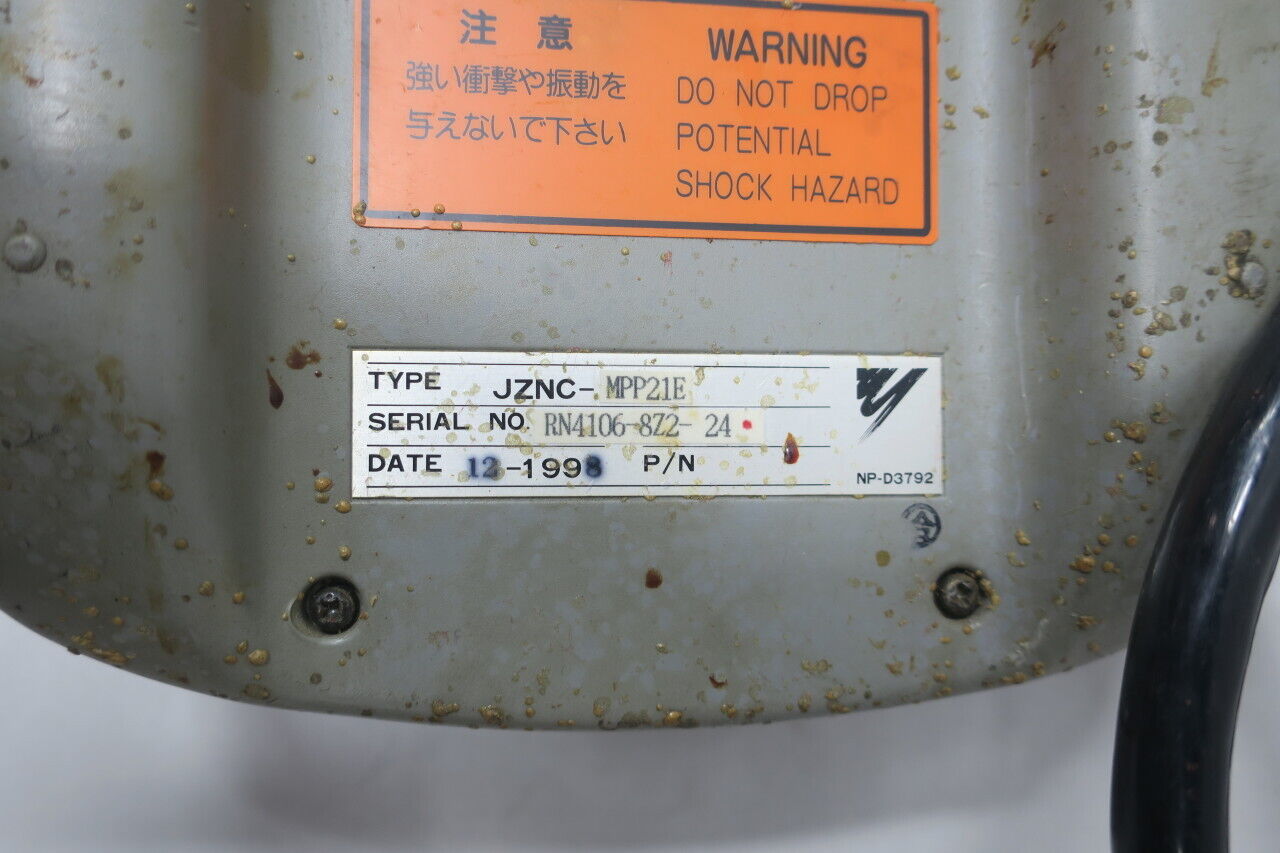 注 意
強い衝撃や振動を
与えないで下さい
WARNING
DO NOT DROP
POTENTIAL
SHOCK HAZARD
TYPE JZNC-MPP21E
SERIAL NO. RN4106-8Z2- 24
DATE 12-1998 P/N
NP-D3792